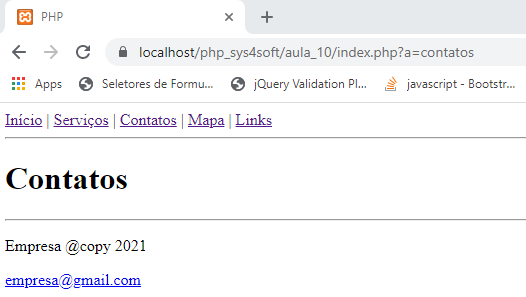 PHP
localhost/php_sys4soft/aula_10/index.php?a=contatos
Apps Seletores de Formu... jQuery Validation Pl... javascript - Bootstr...
Início | Serviços | Contatos | Mapa | Links
Contatos
Empresa @copy 2021
empresa@gmail.com